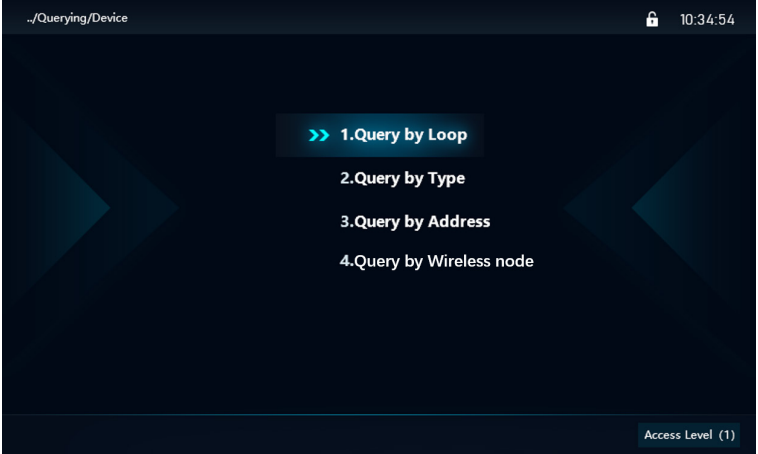 ../Querying/Device
10:34:54
1.Query by Loop
2.Query by Type
3.Query by Address
4.Query by Wireless node
Access Level (1)